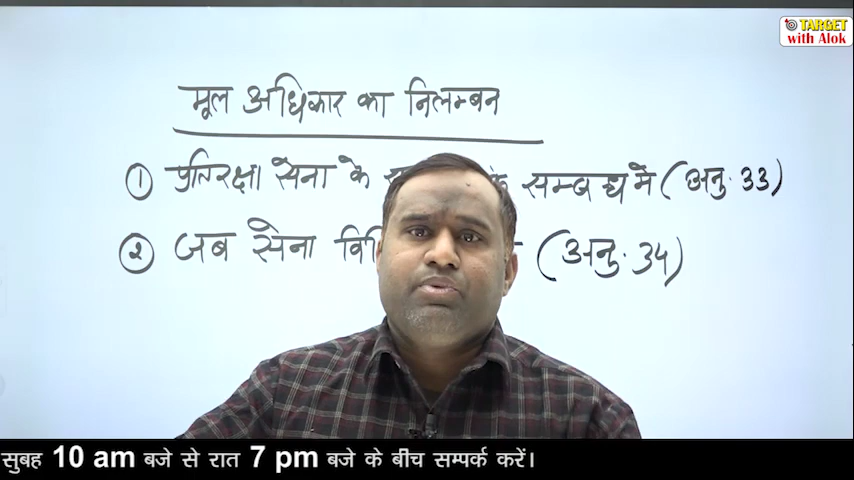 TARGET
with Alok
मूल अधिकार का निलम्बन
① प्रतिरक्षा सेना के सम्बन्ध में (अनु. 33)
② जब सेना (अनु. 34)
सुबह 10 am बजे से रात 7 pm बजे के बीच सम्पर्क करें।